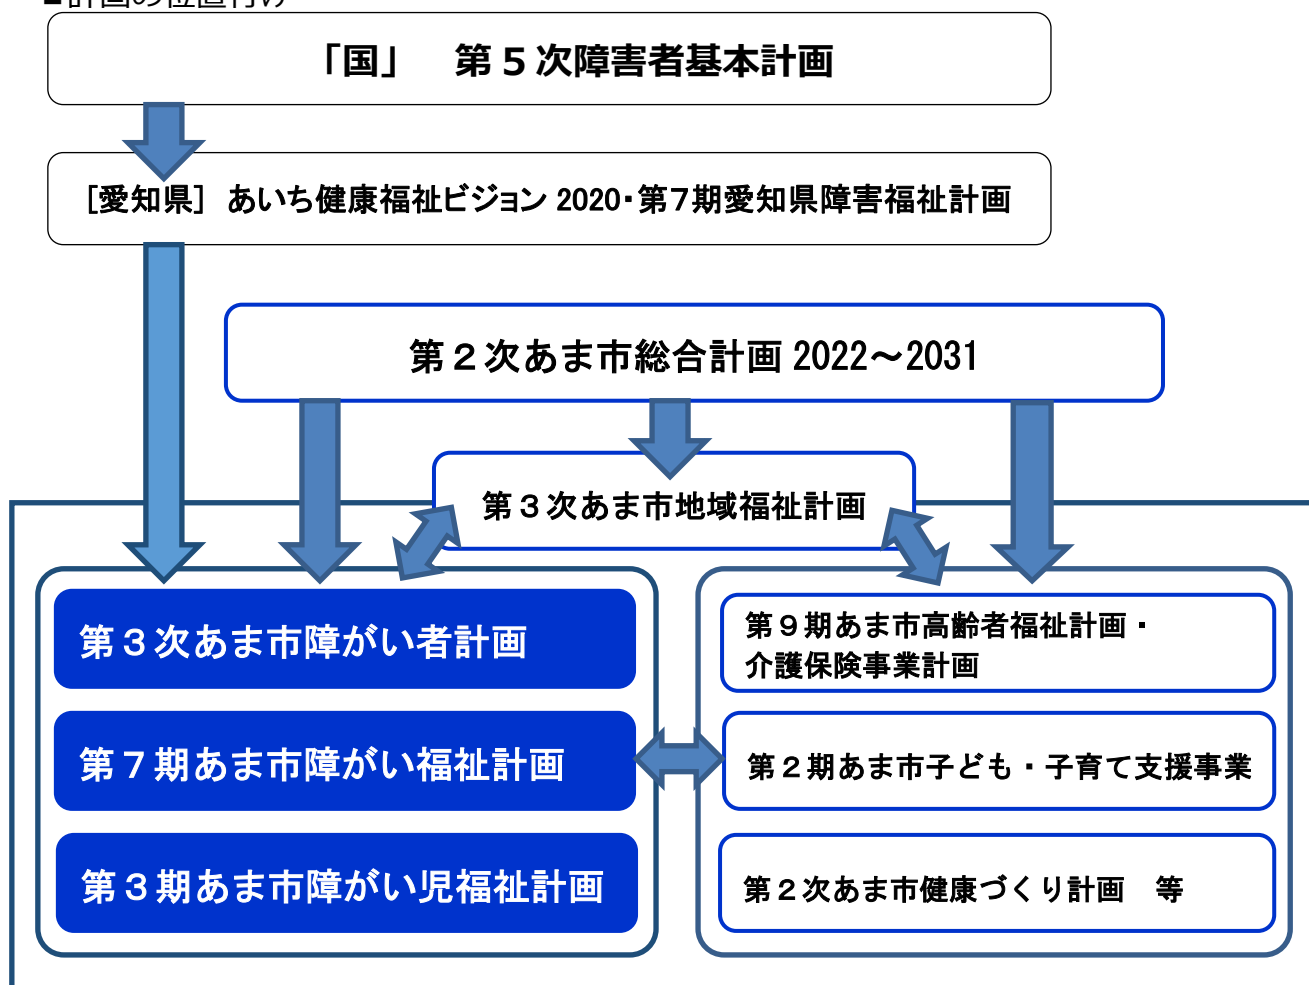 ■計画の位置付け
「国」　第５次障害者基本計画
［愛知県］ あいち健康福祉ビジョン 2020・第７期愛知県障害福祉計画
第２次あま市総合計画 2022～2031
第３次あま市地域福祉計画
第３次あま市障がい者計画
第７期あま市障がい福祉計画
第３期あま市障がい児福祉計画
第９期あま市高齢者福祉計画・
介護保険事業計画
第２期あま市子ども・子育て支援事業
第２次あま市健康づくり計画　等